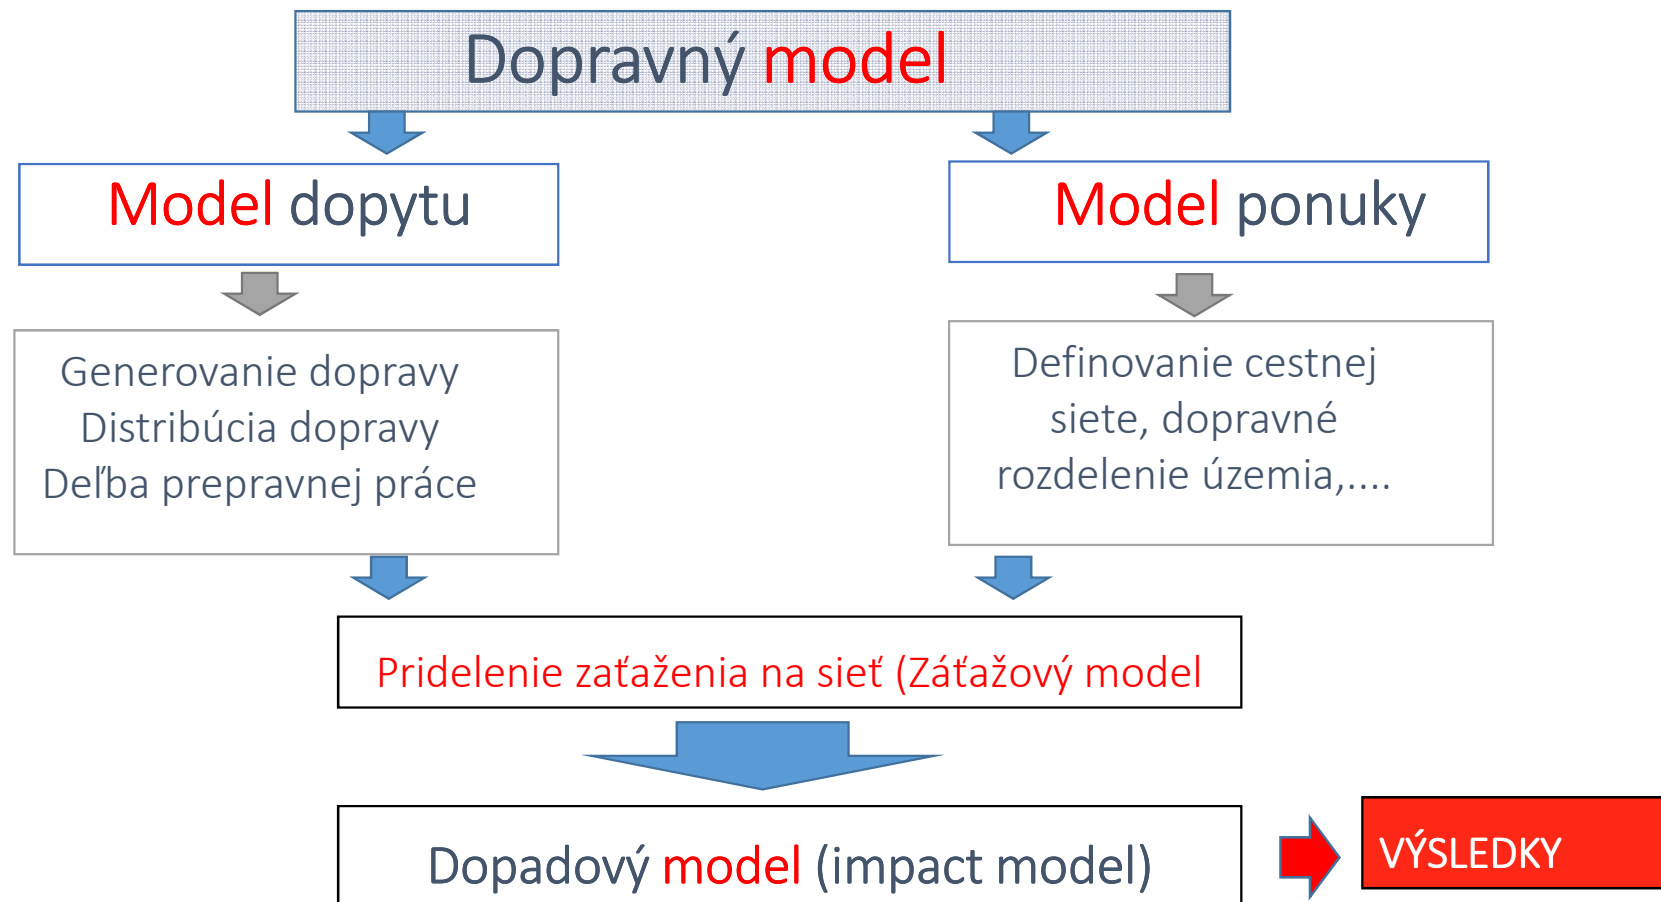 Dopravný model
Model dopytu
Model ponuky
Generovanie dopravy
Distribúcia dopravy
Deľba prepravnej práce
Definovanie cestnej
siete, dopravné
rozdelenie územia,....
Pridelenie zaťaženia na sieť (Záťažový model
Dopadový model (impact model)
VÝSLEDKY